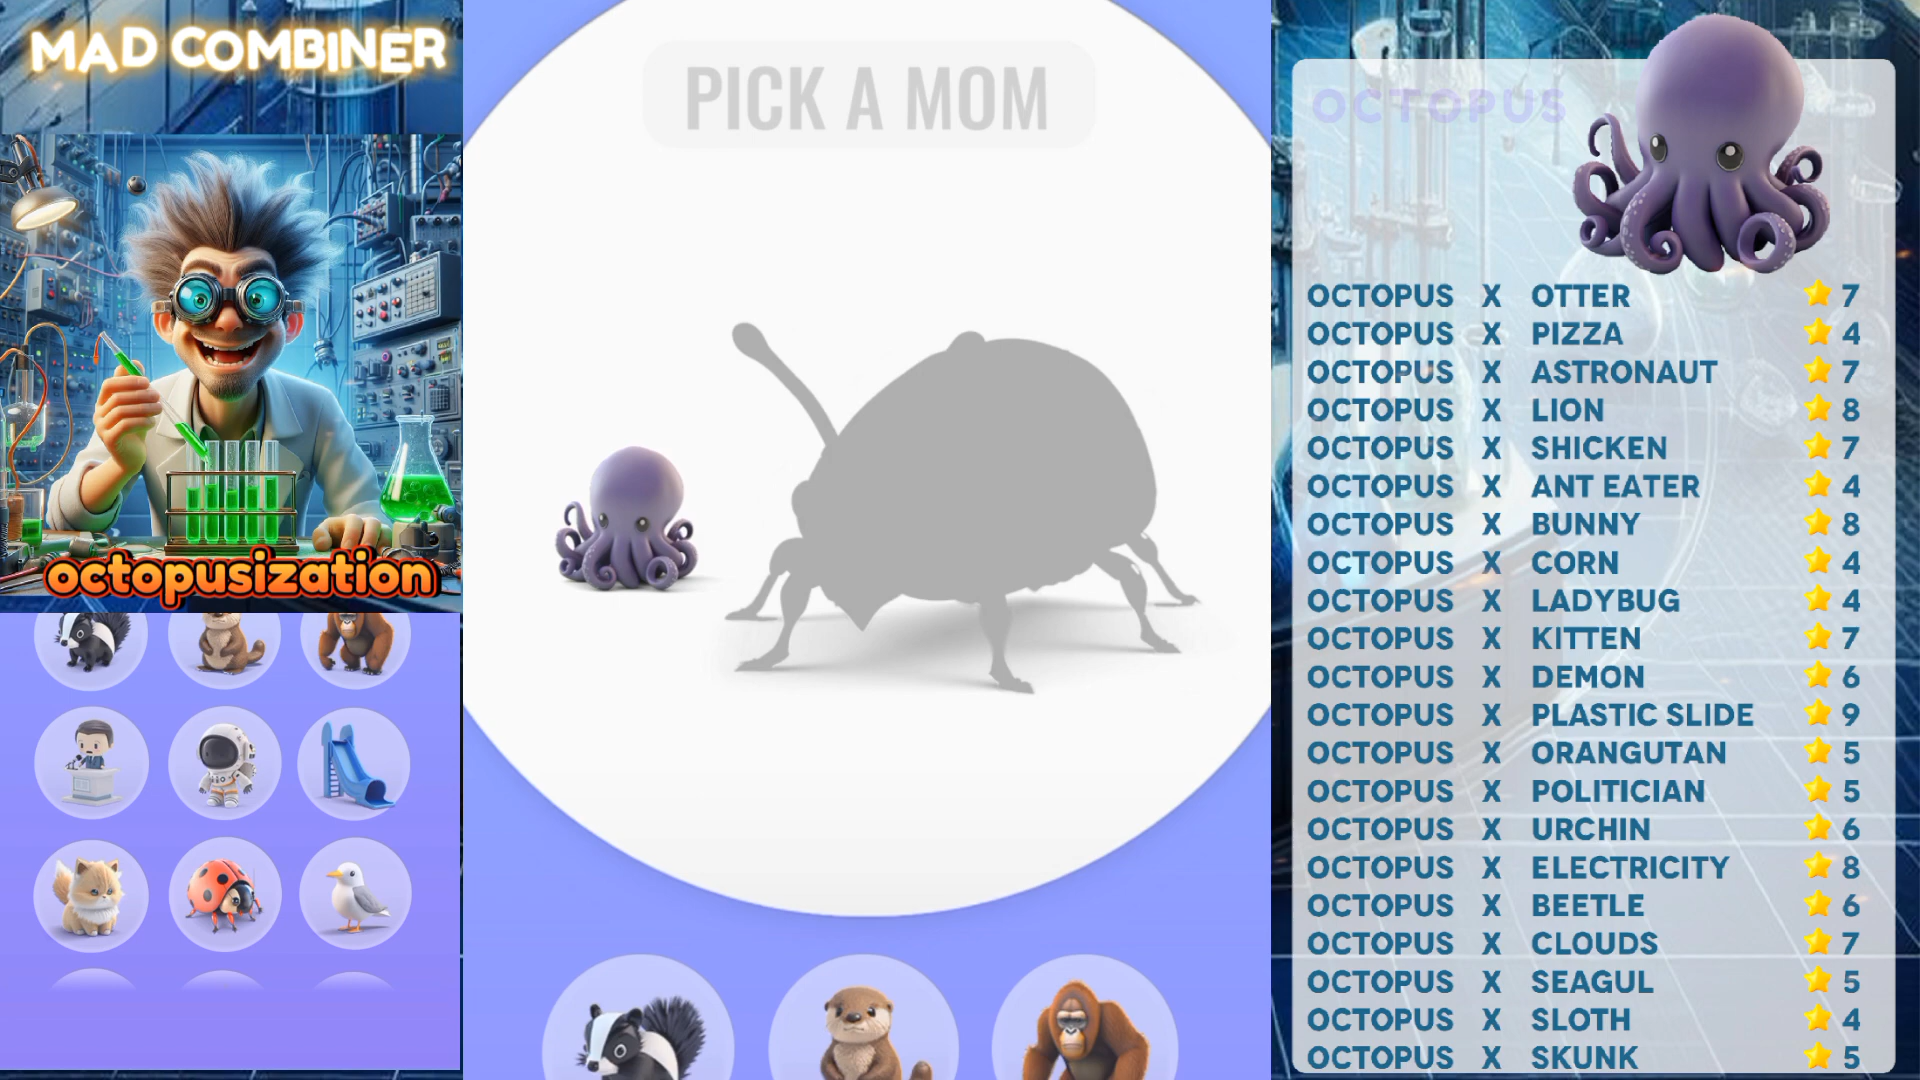 MAD COMBINER
octopusization
PICK A MOM
OCTOPUS
OCTOPUS X OTTER 7
OCTOPUS X PIZZA 4
OCTOPUS X ASTRONAUT 7
OCTOPUS X LION 8
OCTOPUS X SHICKEN 7
OCTOPUS X ANT EATER 4
OCTOPUS X BUNNY 8
OCTOPUS X CORN 4
OCTOPUS X LADYBUG 4
OCTOPUS X KITTEN 7
OCTOPUS X DEMON 6
OCTOPUS X PLASTIC SLIDE 9
OCTOPUS X ORANGUTAN 5
OCTOPUS X POLITICIAN 5
OCTOPUS X URCHIN 6
OCTOPUS X ELECTRICITY 8
OCTOPUS X BEETLE 6
OCTOPUS X CLOUDS 7
OCTOPUS X SEAGUL 5
OCTOPUS X SLOTH 4
OCTOPUS X SKUNK 5